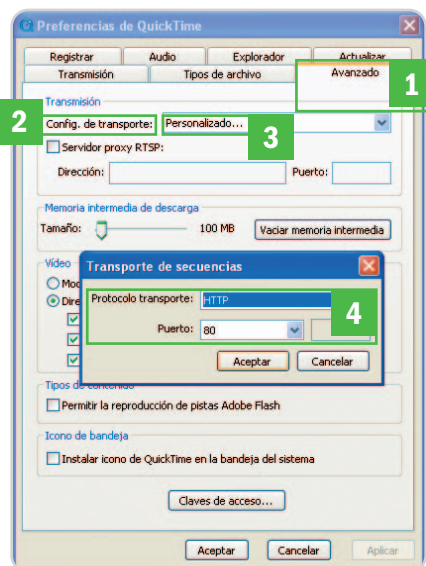 Preferencias de QuickTime
Registrar Audio Explorador Actualizar
Transmisión Tipos de archivo Avanzado
1
Transmisión
2 Config. de transporte: Personalizado...
3
Servidor proxy RTSP:
Dirección: Puerto:
Memoria intermedia de descarga
Tamaño: 100 MB Vaciar memoria intermedia
Vídeo
Transporte de secuencias
Protocolo transporte: HTTP
4
Puerto: 80
Aceptar Cancelar
Tipos de contenido
Permitir la reproducción de pistas Adobe Flash
Icono de bandeja
Instalar icono de QuickTime en la bandeja del sistema
Claves de acceso...
Aceptar Cancelar Aplicar